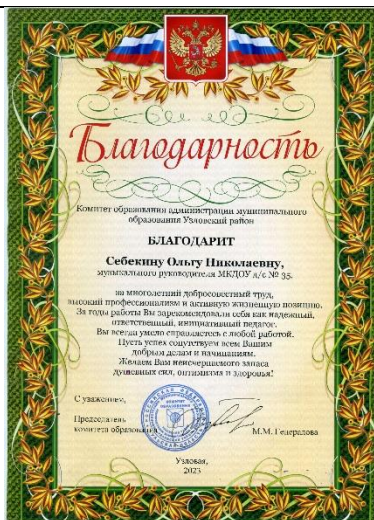 Благодарность
Комитет образования администрации муниципального
образования Узловский район
БЛАГОДАРИТ
Себекину Ольгу Николаевну,
музыкального руководителя МКДОУ д/с № 35,
за многолетний добросовестный труд,
высокий профессионализм и активную жизненную позицию.
За годы работы Вы зарекомендовали себя как надежный,
ответственный, инициативный педагог.
Вы всегда умело справляетесь с любой работой.
Пусть успех сопутствует всем Вашим
добрым делам и начинаниям.
Желаем Вам неисчерпаемого запаса
душевных сил, оптимизма и здоровья!
С уважением,
Председатель
комитета образования
М.М. Генералова
Узловая,
2023